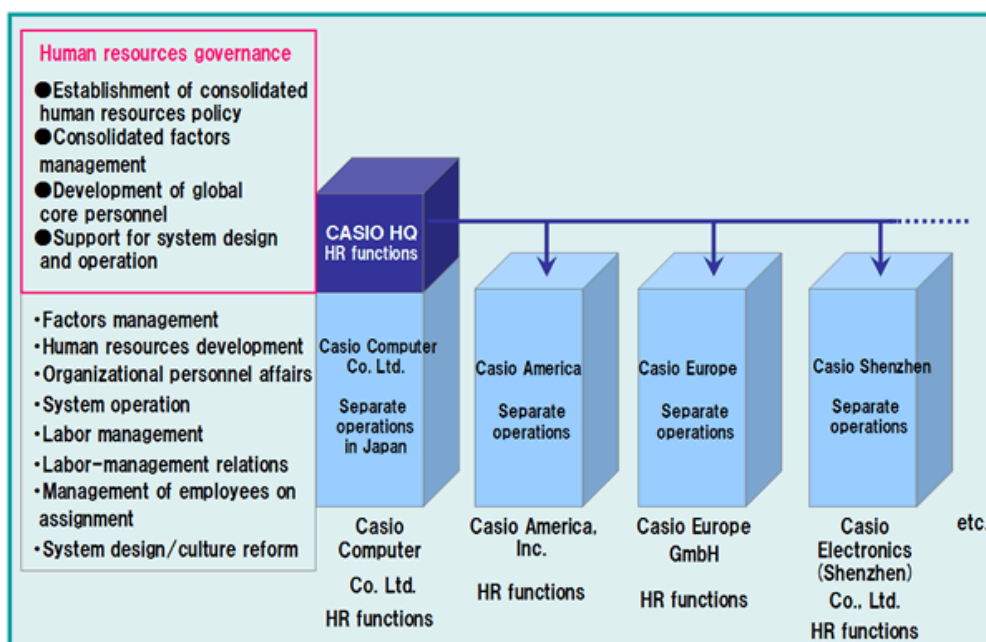 Human resources governance
●Establishment of consolidated
human resources policy
●Consolidated factors
management
●Development of global
core personnel
●Support for system design
and operation
・Factors management
・Human resources development
・Organizational personnel affairs
・System operation
・Labor management
・Labor-management relations
・Management of employees on
assignment
・System design/culture reform
CASIO HQ
HR functions
Casio Computer
Co. Ltd.
Separate
operations
in Japan
Casio Computer
Co. Ltd.
HR functions
Casio America
Separate
operations
Casio America,
Inc.
HR functions
Casio Europe
Separate
operations
Casio Europe
GmbH
HR functions
Casio Shenzhen
Separate
operations
Casio
Electronics
(Shenzhen)
Co., Ltd.
HR functions
etc.